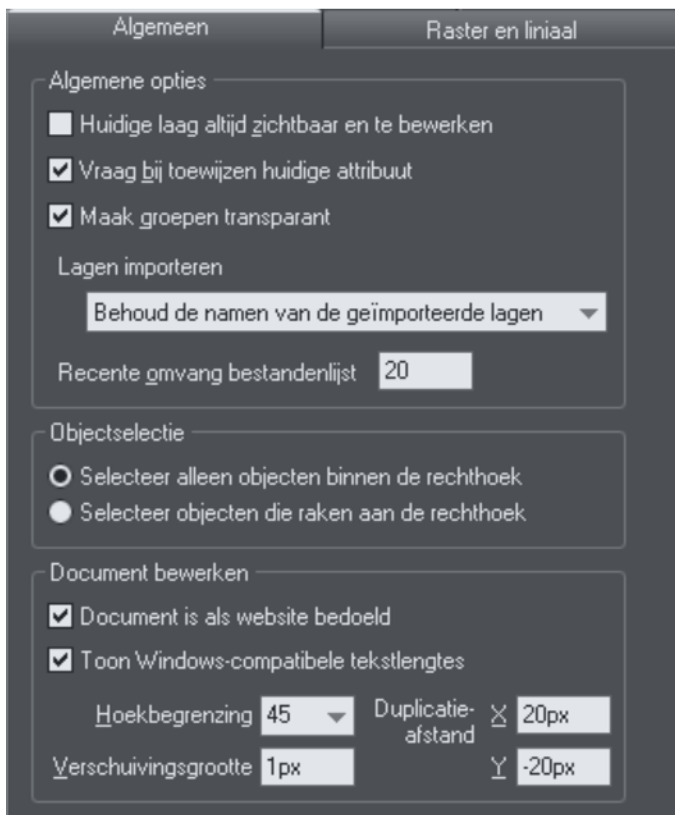 Algemeen
Raster en liniaal
Algemene opties
Huidige laag altijd zichtbaar en te bewerken
Vraag bij toewijzen huidige attribuut
Maak groepen transparant
Lagen importeren
Behoud de namen van de geïmporteerde lagen
Recente omvang bestandenlijst 20
Objectselectie
Selecteer alleen objecten binnen de rechthoek
Selecteer objecten die raken aan de rechthoek
Document bewerken
Document is als website bedoeld
Toon Windows-compatibele tekstlengtes
Hoekbegrenzing 45
Duplicatie-
afstand
X 20px
Verschuivingsgrootte 1px
Y -20px